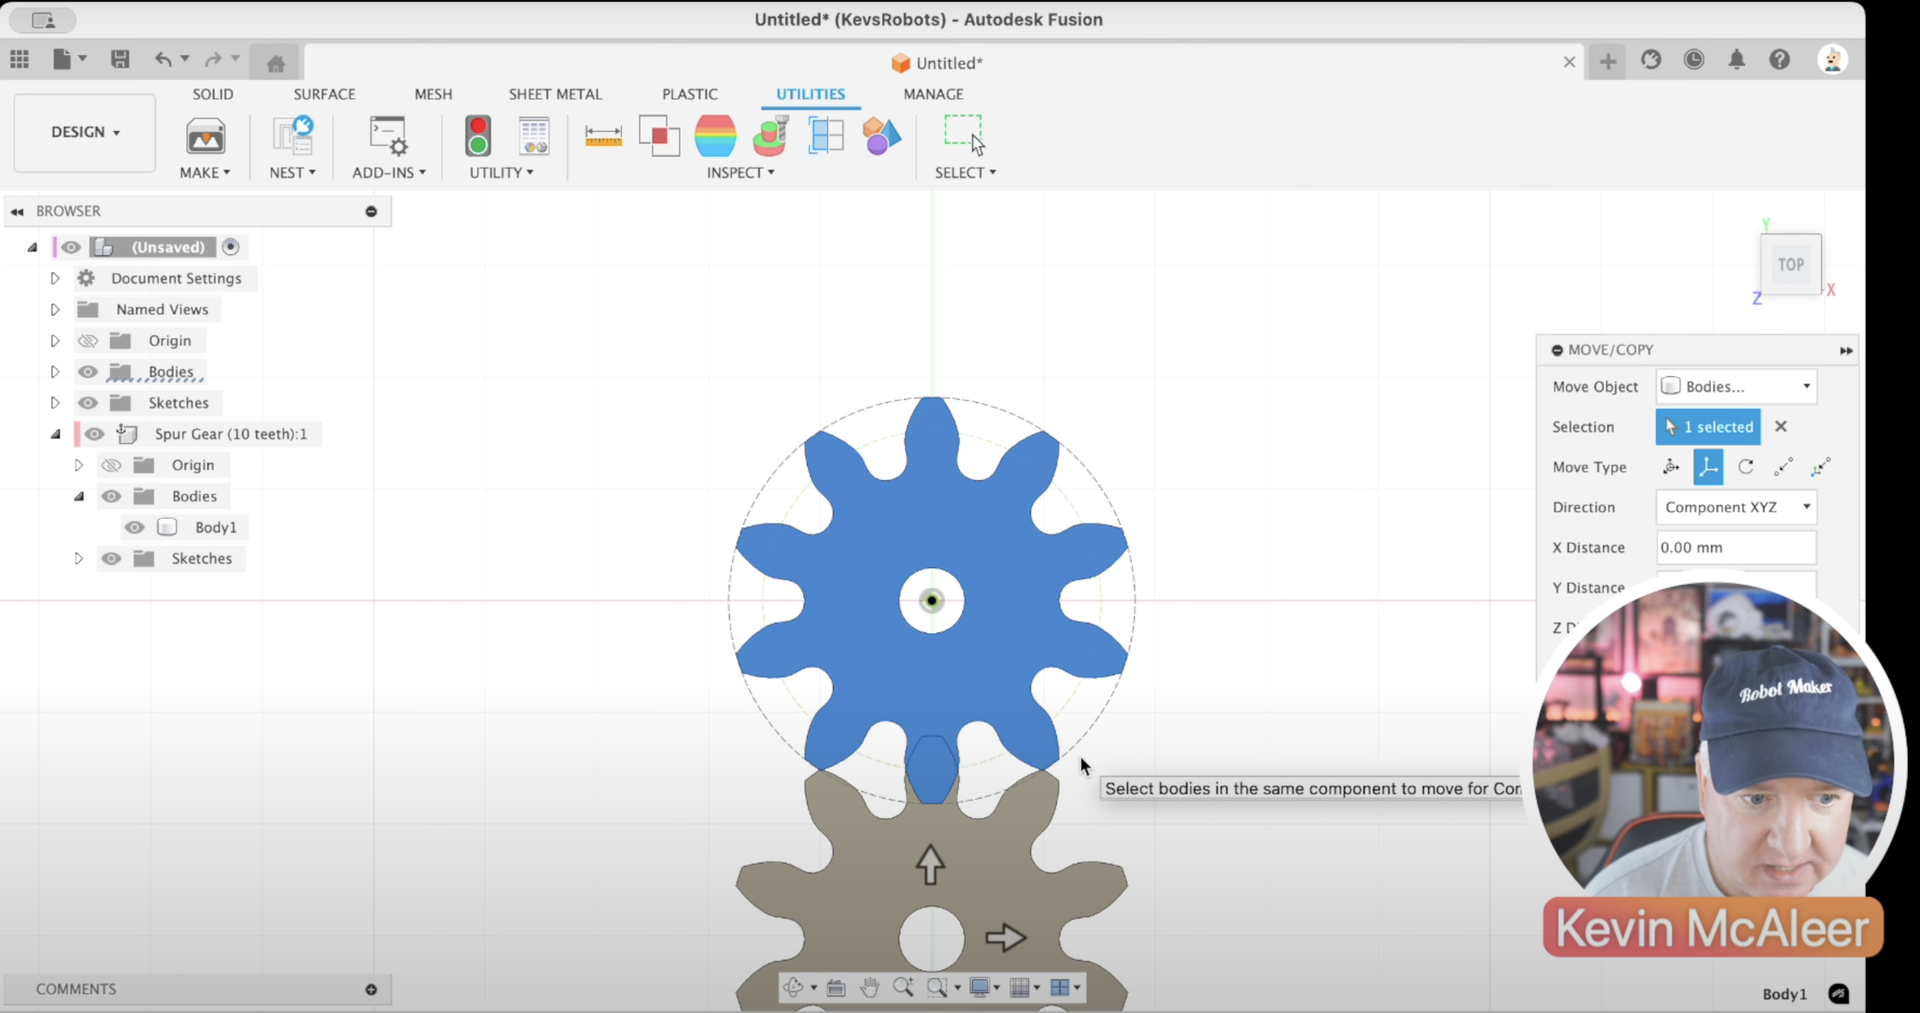 Untitled* (KevsRobots) - Autodesk Fusion
Untitled*
SOLID SURFACE MESH SHEET METAL PLASTIC UTILITIES MANAGE
DESIGN
MAKE NEST ADD-INS UTILITY INSPECT SELECT
BROWSER
(Unsaved)
Document Settings
Named Views
Origin
Bodies
Sketches
Spur Gear (10 teeth):1
Origin
Bodies
Body1
Sketches
Y
TOP
Z
X
MOVE/COPY
Move Object Bodies...
Selection 1 selected
Move Type
Direction Component XYZ
X Distance 0.00 mm
Y Distance
Z D
Select bodies in the same component to move for Con
Robot Maker
Kevin McAleer
COMMENTS
Body1